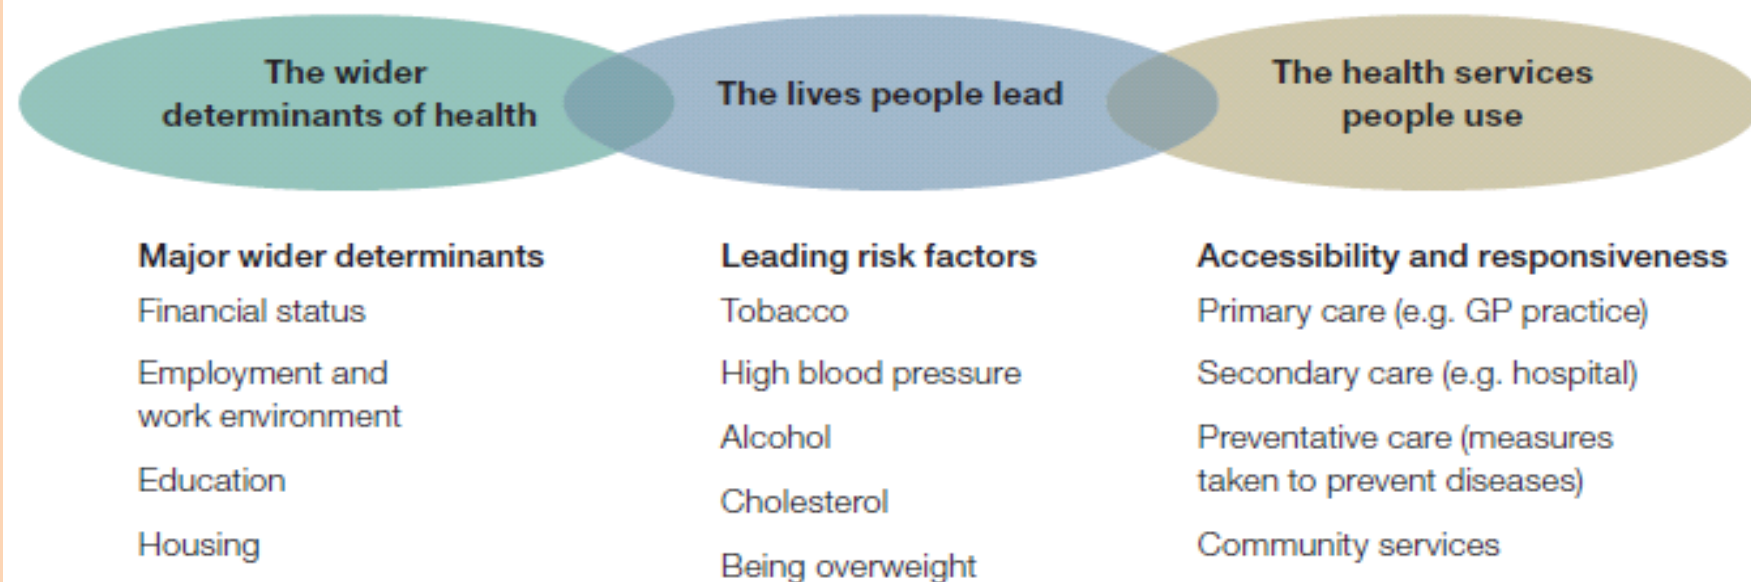 The wider
determinants of health
The lives people lead
The health services
people use
Major wider determinants
Financial status
Employment and
work environment
Education
Housing
Leading risk factors
Tobacco
High blood pressure
Alcohol
Cholesterol
Being overweight
Accessibility and responsiveness
Primary care (e.g. GP practice)
Secondary care (e.g. hospital)
Preventative care (measures
taken to prevent diseases)
Community services